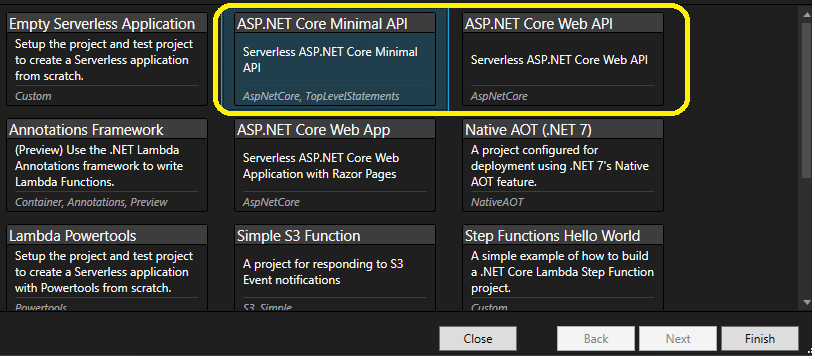 Empty Serverless Application
Setup the project and test project
to create a Serverless application
from scratch.
Custom
ASP.NET Core Minimal API
Serverless ASP.NET Core Minimal
API
AspNetCore, TopLevelStatements
ASP.NET Core Web API
Serverless ASP.NET Core Web API
AspNetCore
Annotations Framework
(Preview) Use the .NET Lambda
Annotations framework to write
Lambda Functions.
Container, Annotations, Preview
ASP.NET Core Web App
Serverless ASP.NET Core Web
Application with Razor Pages
AspNetCore
Native AOT (.NET 7)
A project configured for
deployment using .NET 7's Native
AOT feature.
NativeAOT
Lambda Powertools
Setup the project and test project
to create a Serverless application
with Powertools from scratch.
Powertools
Simple S3 Function
A project for responding to S3
Event notifications
S3, Simple
Step Functions Hello World
A simple example of how to build
a .NET Core Lambda Step Function
project.
Custom
Close
Back
Next
Finish